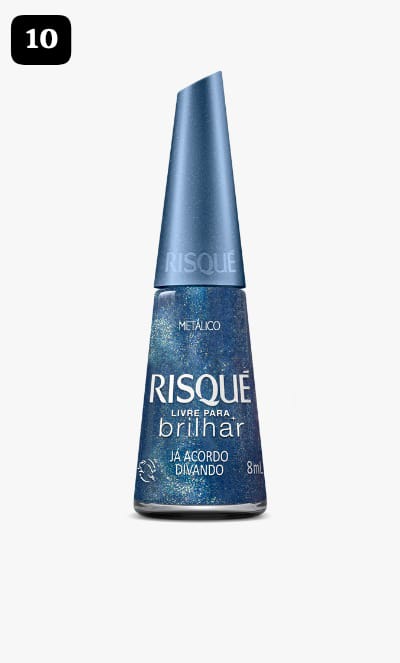 10
RISQUÉ
METÁLICO
RISQUÉ
LIVRE PARA
brilhar
JÁ ACORDO
DIVANDO
8mL